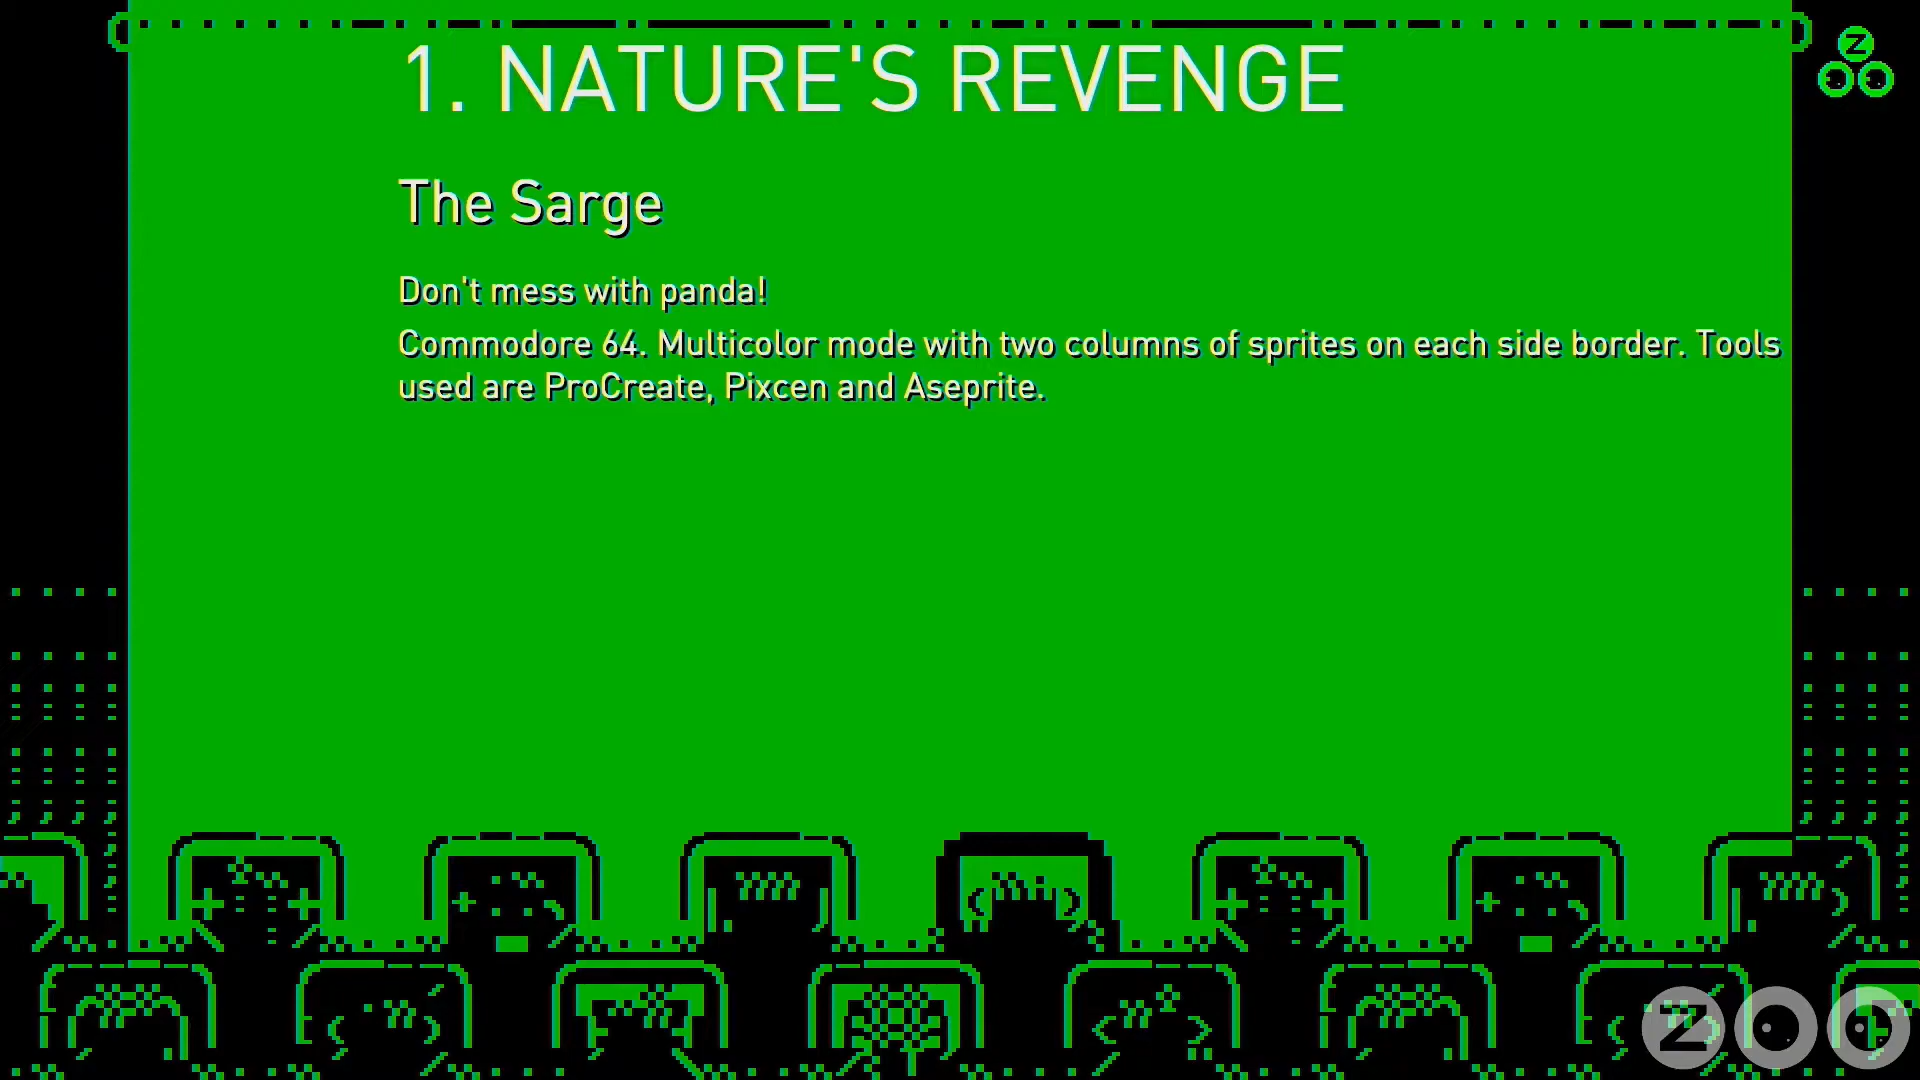 1. NATURE'S REVENGE
Z
The Sarge
Don't mess with panda!
Commodore 64. Multicolor mode with two columns of sprites on each side border. Tools
used are ProCreate, Pixcen and Aseprite.
ZOO